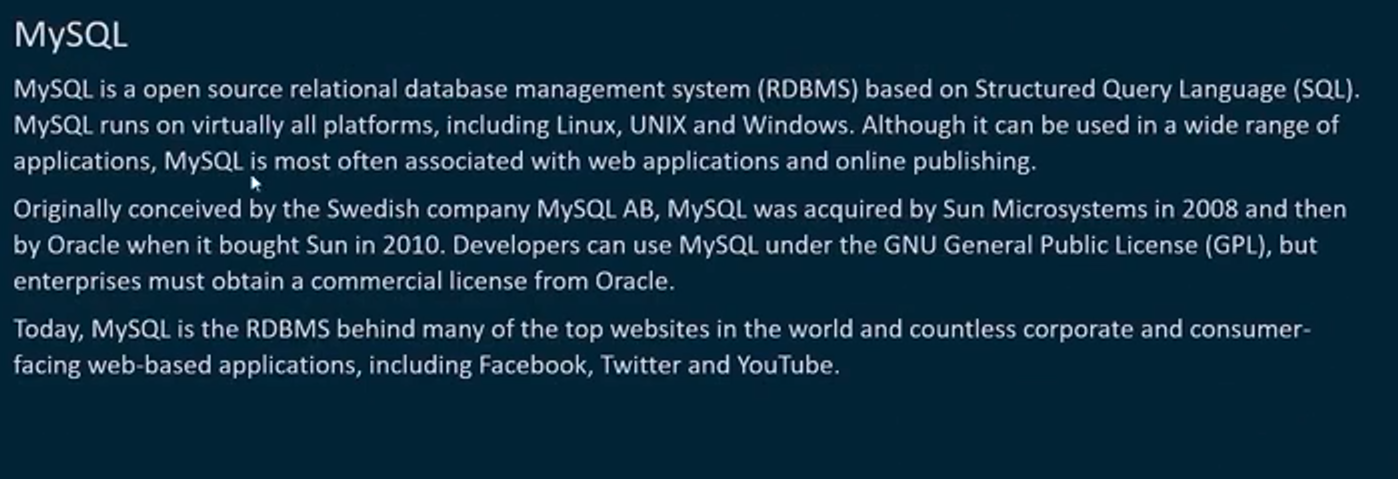 MySQL
MySQL is a open source relational database management system (RDBMS) based on Structured Query Language (SQL).
MySQL runs on virtually all platforms, including Linux, UNIX and Windows. Although it can be used in a wide range of
applications, MySQL is most often associated with web applications and online publishing.
Originally conceived by the Swedish company MySQL AB, MySQL was acquired by Sun Microsystems in 2008 and then
by Oracle when it bought Sun in 2010. Developers can use MySQL under the GNU General Public License (GPL), but
enterprises must obtain a commercial license from Oracle.
Today, MySQL is the RDBMS behind many of the top websites in the world and countless corporate and consumer-
facing web-based applications, including Facebook, Twitter and YouTube.